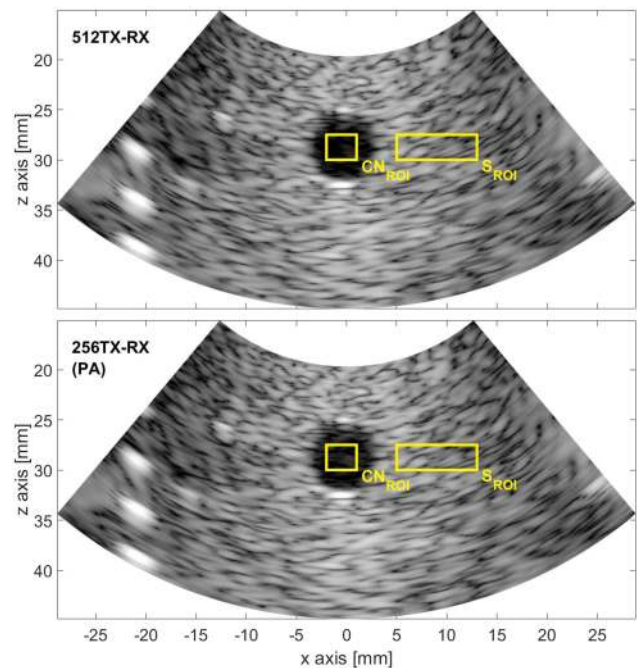 512TX-RX
20
25
30
35
40
z axis [mm]
CN_ROI
S_ROI
256TX-RX
(PA)
20
25
30
35
40
z axis [mm]
CN_ROI
S_ROI
-25 -20 -15 -10 -5 0 5 10 15 20 25
x axis [mm]